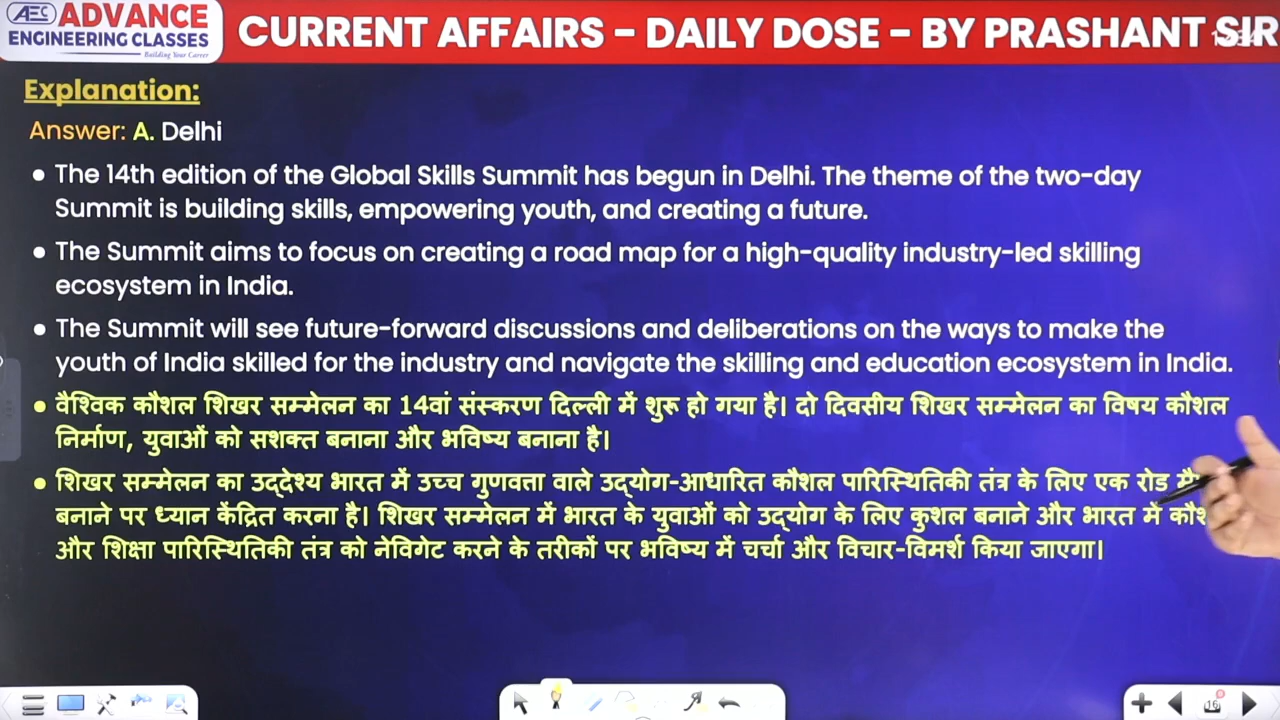 AEC ADVANCE
ENGINEERING CLASSES
Building Your Career
CURRENT AFFAIRS – DAILY DOSE – BY PRASHANT SIR
Explanation:
Answer: A. Delhi
• The 14th edition of the Global Skills Summit has begun in Delhi. The theme of the two-day
Summit is building skills, empowering youth, and creating a future.
• The Summit aims to focus on creating a road map for a high-quality industry-led skilling
ecosystem in India.
• The Summit will see future-forward discussions and deliberations on the ways to make the
youth of India skilled for the industry and navigate the skilling and education ecosystem in India.
• वैश्विक कौशल शिखर सम्मेलन का 14वां संस्करण दिल्ली में शुरू हो गया है। दो दिवसीय शिखर सम्मेलन का विषय कौशल
निर्माण, युवाओं को सशक्त बनाना और भविष्य बनाना है।
• शिखर सम्मेलन का उद्देश्य भारत में उच्च गुणवत्ता वाले उद्योग-आधारित कौशल पारिस्थितिकी तंत्र के लिए एक रोड
बनाने पर ध्यान केंद्रित करना है। शिखर सम्मेलन में भारत के युवाओं को उद्योग के लिए कुशल बनाने और भारत में
और शिक्षा पारिस्थितिकी तंत्र को नेविगेट करने के तरीकों पर भविष्य में चर्चा और विचार-विमर्श किया जाएगा।
16